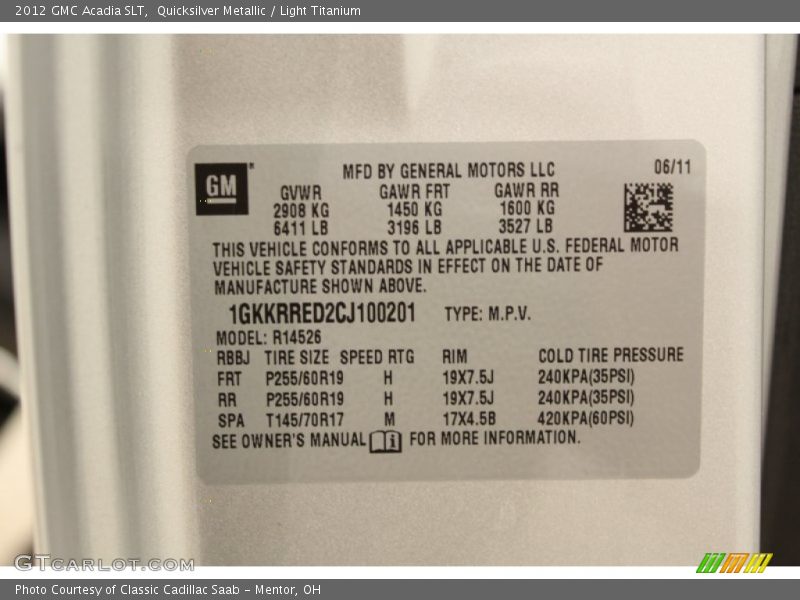 2012 GMC Acadia SLT,  Quicksilver Metallic / Light Titanium
GM
MFD BY GENERAL MOTORS LLC 06/11
GVWR GAWR FRT GAWR RR
2908 KG 1450 KG 1600 KG
6411 LB 3196 LB 3527 LB
THIS VEHICLE CONFORMS TO ALL APPLICABLE U.S. FEDERAL MOTOR
VEHICLE SAFETY STANDARDS IN EFFECT ON THE DATE OF
MANUFACTURE SHOWN ABOVE.
1GKKRRED2CJ100201 TYPE: M.P.V.
MODEL: R14526
RBBJ TIRE SIZE SPEED RTG RIM COLD TIRE PRESSURE
FRT P255/60R19 H 19X7.5J 240KPA(35PSI)
RR P255/60R19 H 19X7.5J 240KPA(35PSI)
SPA T145/70R17 M 17X4.5B 420KPA(60PSI)
SEE OWNER'S MANUAL FOR MORE INFORMATION.
GTCARLOT.COM
Photo Courtesy of Classic Cadillac Saab - Mentor, OH